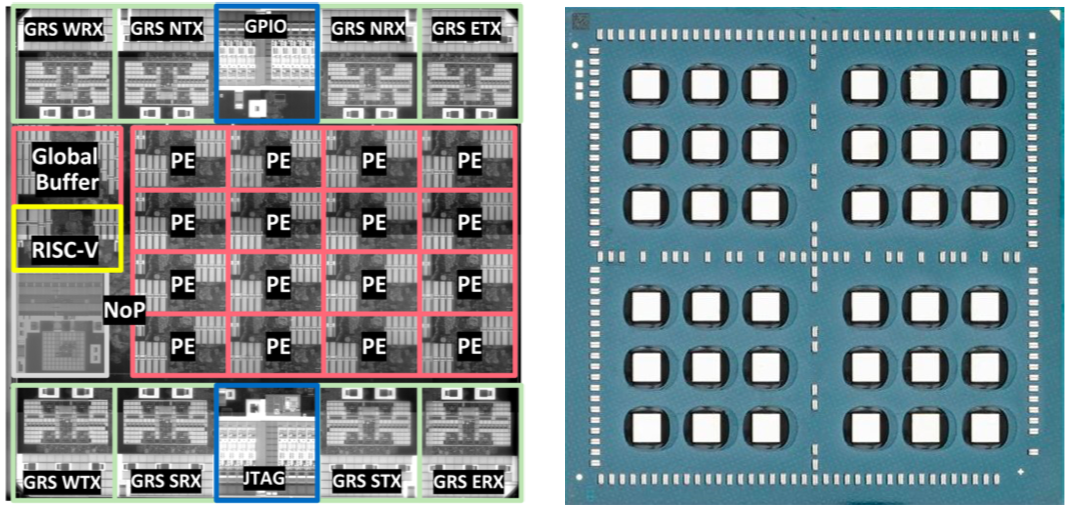 GRS WRX
GRS NTX
GPIO
GRS NRX
GRS ETX
Global
Buffer
PE
PE
PE
PE
RISC-V
PE
PE
PE
PE
NoP
PE
PE
PE
PE
PE
PE
PE
PE
GRS WTX
GRS SRX
JTAG
GRS STX
GRS ERX